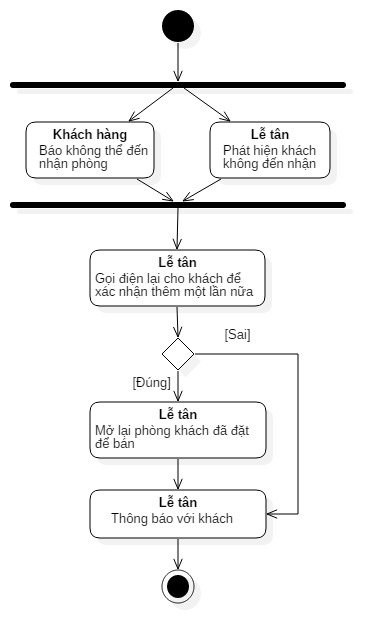 Khách hàng
Báo không thể đến
nhận phòng
Lễ tân
Phát hiện khách
không đến nhận
Lễ tân
Gọi điện lại cho khách để
xác nhận thêm một lần nữa
[Sai]
[Đúng]
Lễ tân
Mở lại phòng khách đã đặt
để bán
Lễ tân
Thông báo với khách